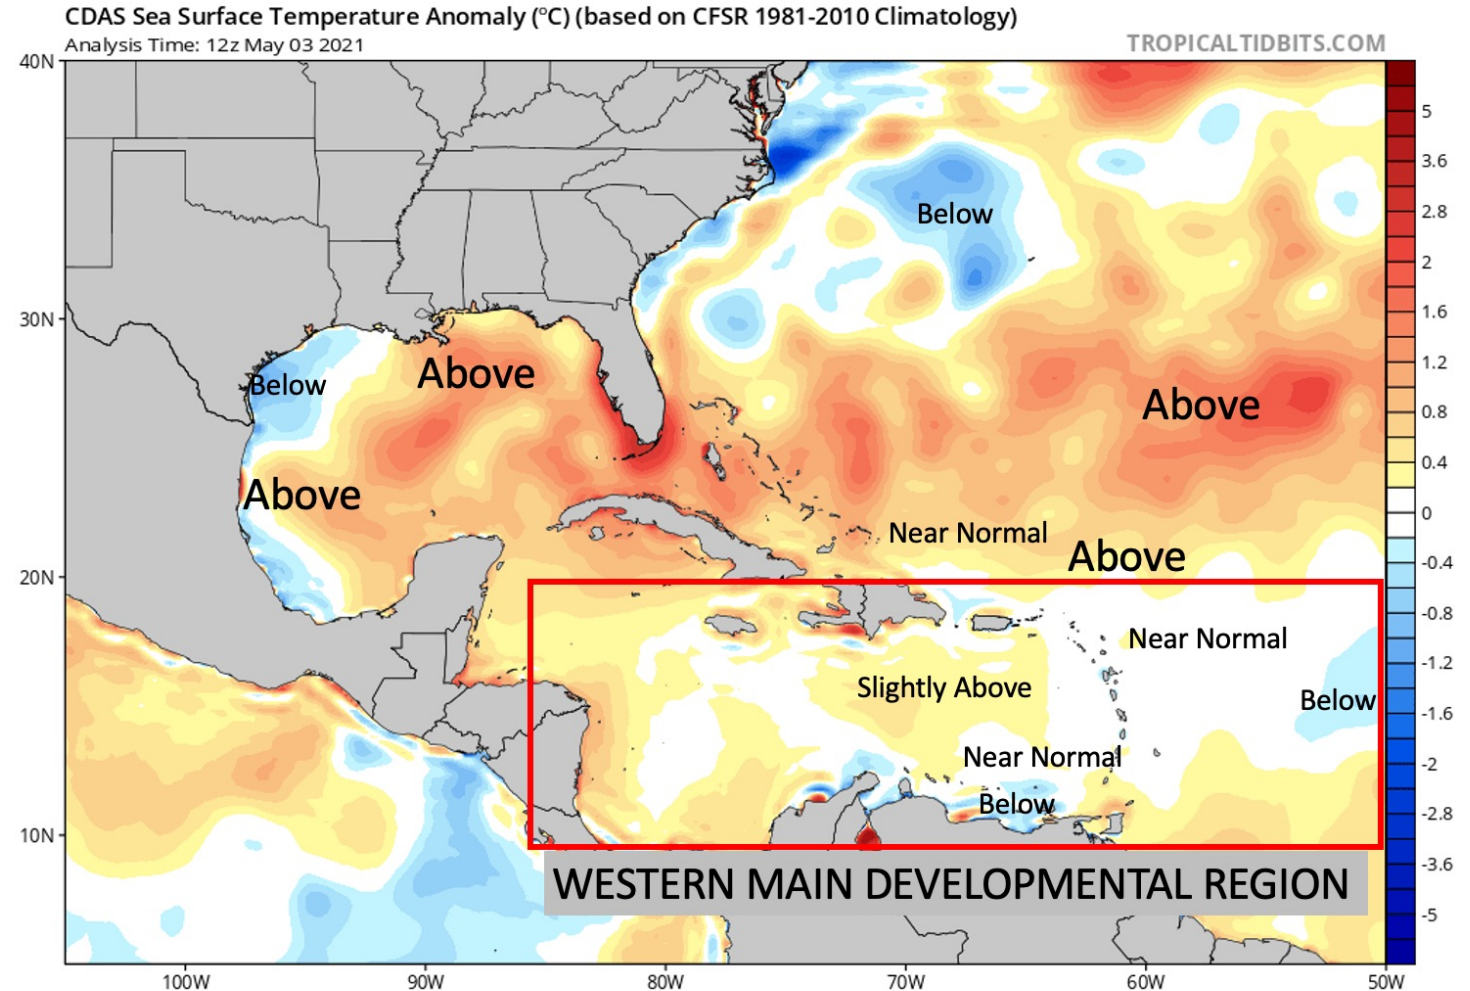 CDAS Sea Surface Temperature Anomaly (°C) (based on CFSR 1981-2010 Climatology)
Analysis Time: 12z May 03 2021
TROPICALTIDBITS.COM
40N
30N
20N
10N
Below
Below
Above
Above
Above
Near Normal
Above
Near Normal
Slightly Above
Below
Near Normal
Below
WESTERN MAIN DEVELOPMENTAL REGION
100W
90W
80W
70W
60W
50W
5
3.6
2.8
2
1.6
1.2
0.8
0.4
0
-0.4
-0.8
-1.2
-1.6
-2
-2.8
-3.6
-5